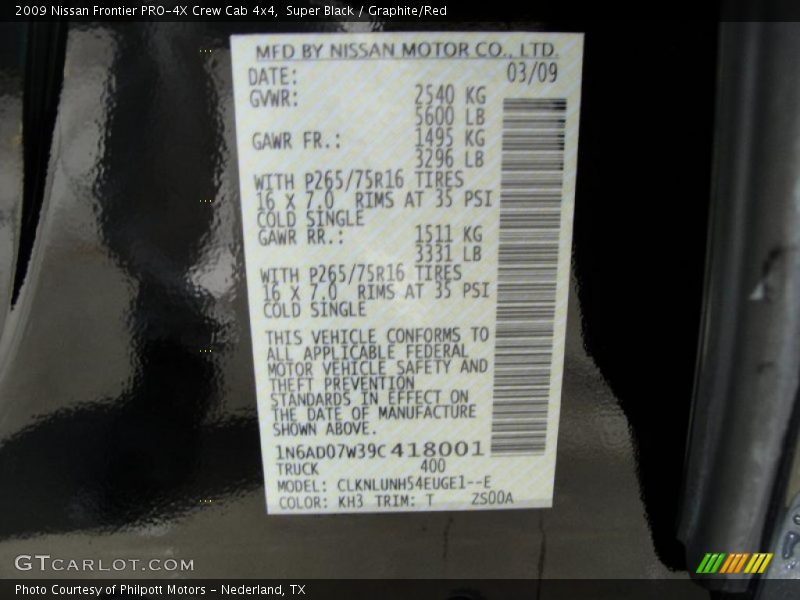 2009 Nissan Frontier PRO-4X Crew Cab 4x4, Super Black / Graphite/Red
MFD BY NISSAN MOTOR CO., LTD.
DATE: 03/09
GVWR: 2540 KG
5600 LB
GAWR FR.: 1495 KG
3296 LB
WITH P265/75R16 TIRES
16 X 7.0 RIMS AT 35 PSI
COLD SINGLE
GAWR RR.: 1511 KG
3331 LB
WITH P265/75R16 TIRES
16 X 7.0 RIMS AT 35 PSI
COLD SINGLE
THIS VEHICLE CONFORMS TO
ALL APPLICABLE FEDERAL
MOTOR VEHICLE SAFETY AND
THEFT PREVENTION
STANDARDS IN EFFECT ON
THE DATE OF MANUFACTURE
SHOWN ABOVE.
1N6AD07W39C418001
TRUCK 400
MODEL: CLKNLUNH54EUGE1--E
COLOR: KH3 TRIM: T ZS00A
GTCARLOT.COM
Photo Courtesy of Philpott Motors - Nederland, TX